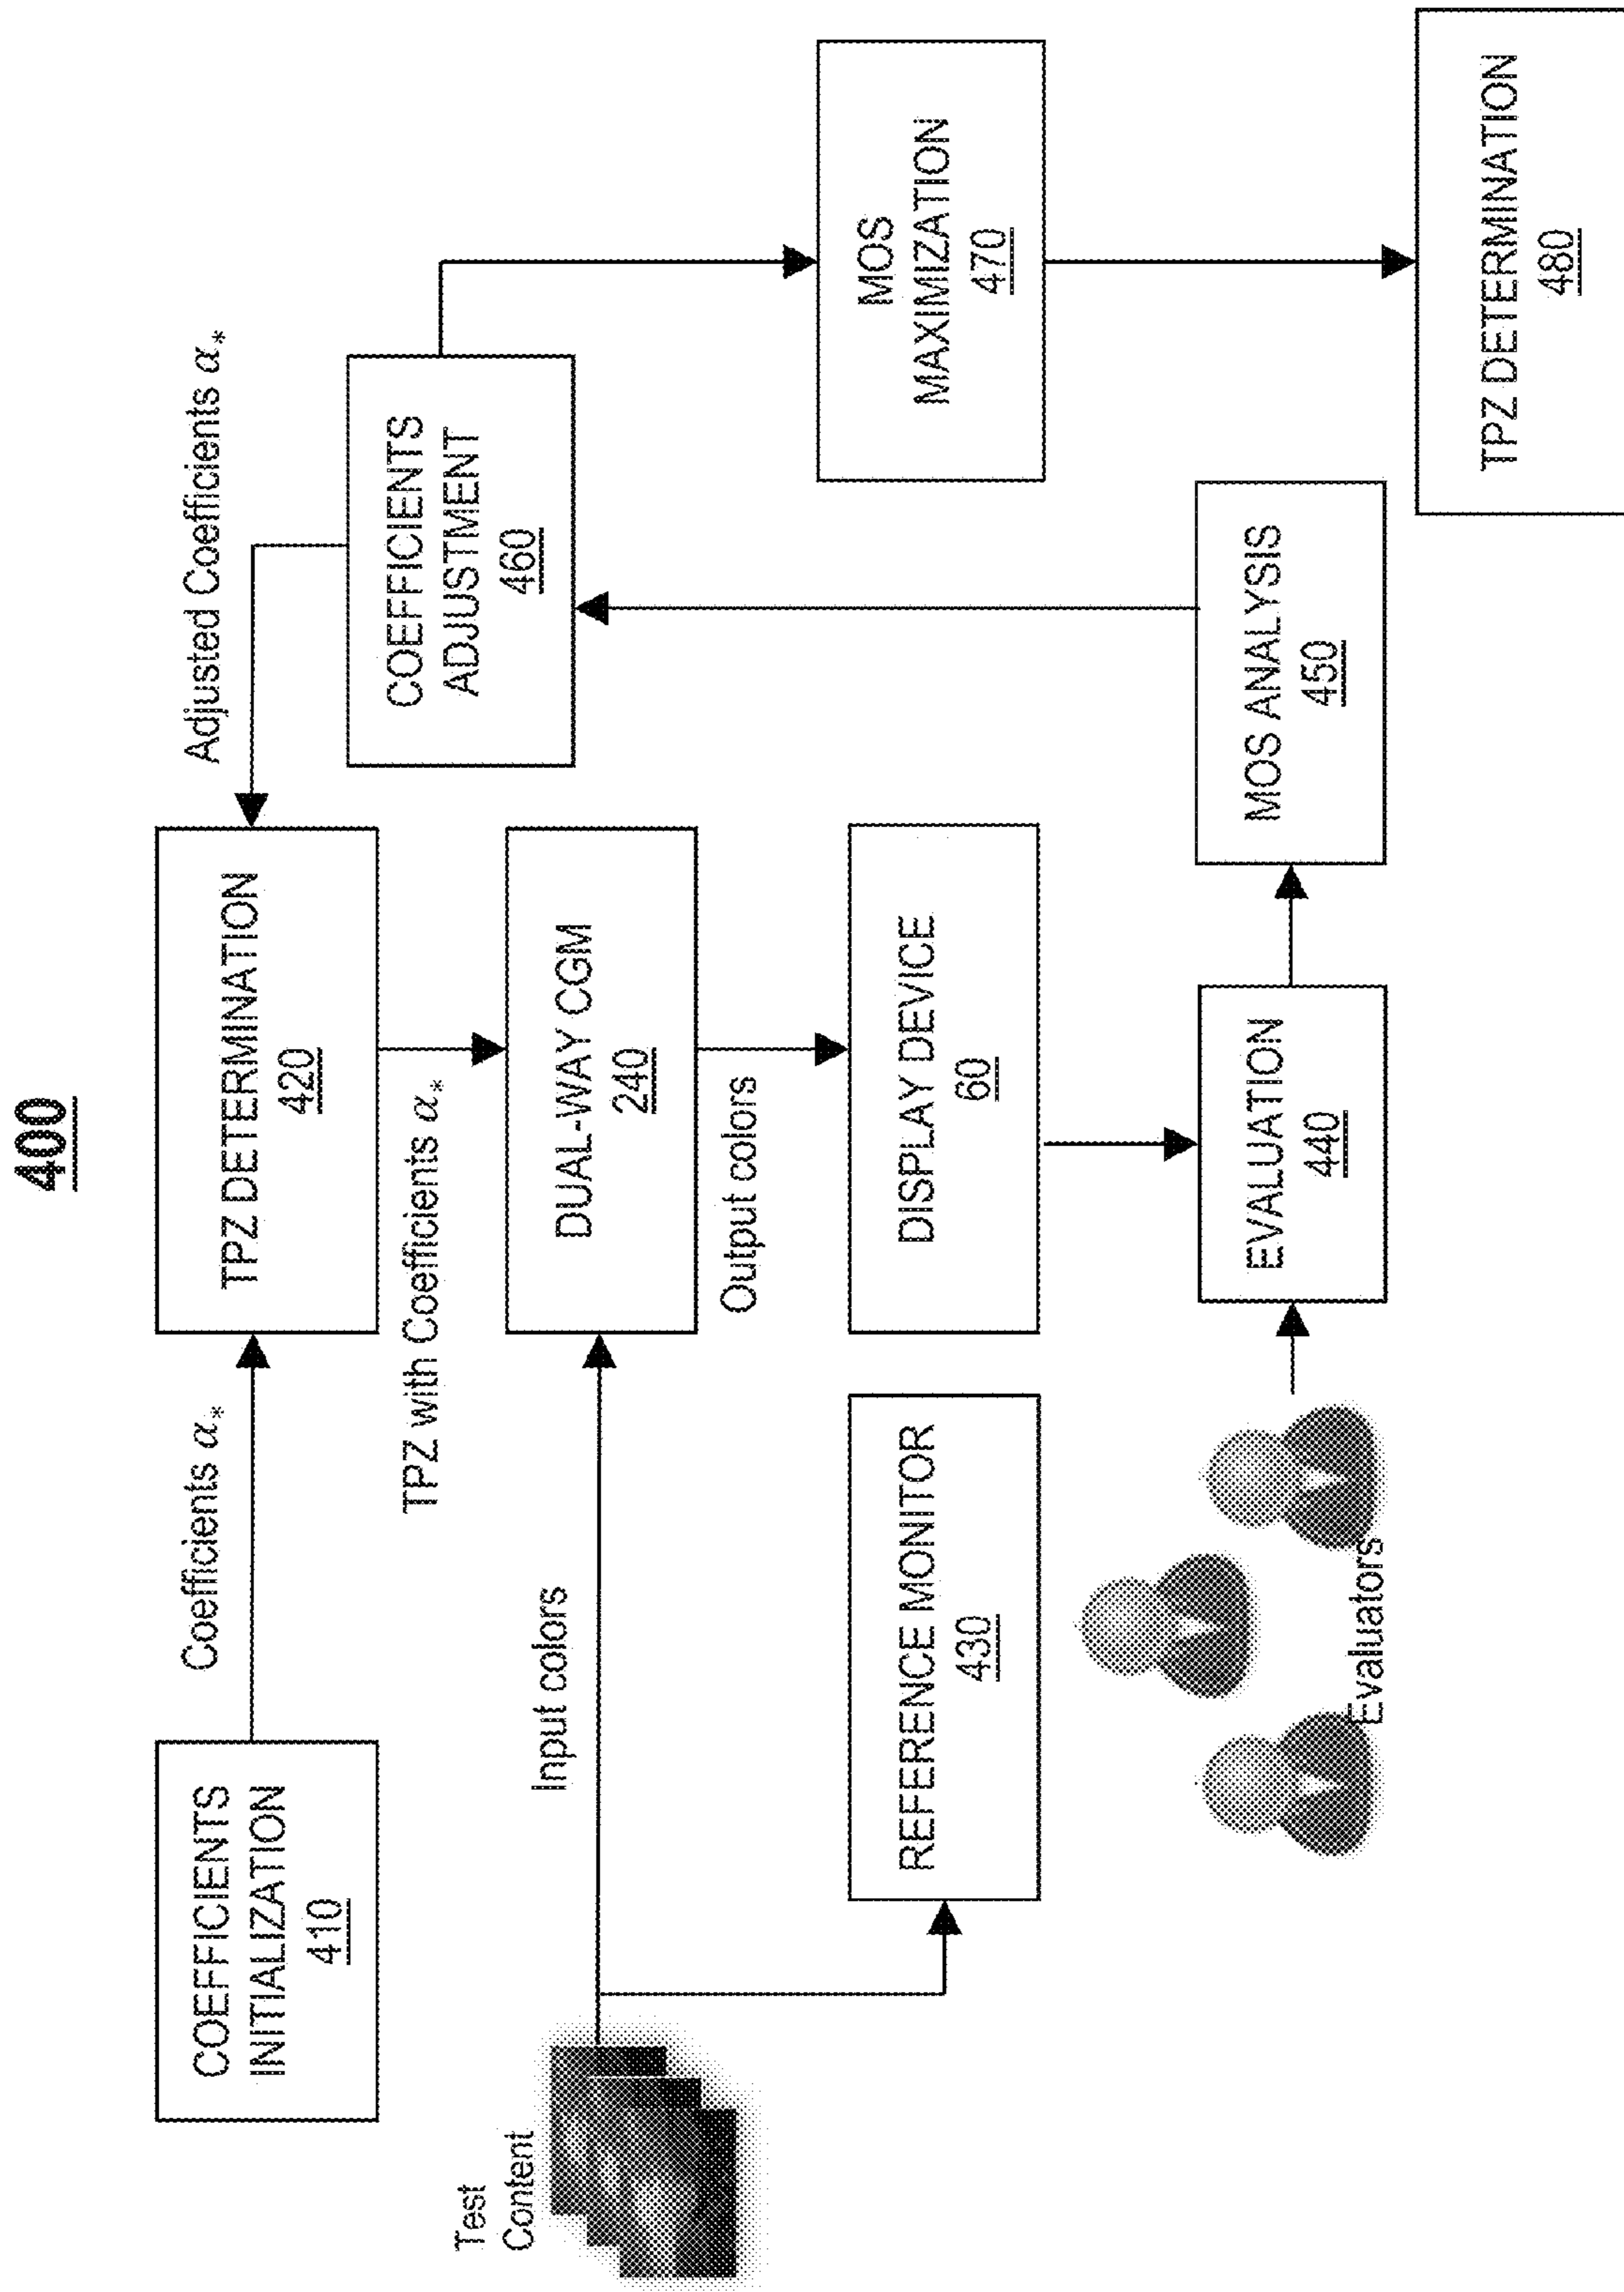 400
COEFFICIENTS
INITIALIZATION
410
Coefficients α*
TPZ DETERMINATION
420
Adjusted Coefficients α*
TPZ with Coefficients α*
COEFFICIENTS
ADJUSTMENT
460
Test
Content
Input colors
DUAL-WAY CGM
240
Output colors
REFERENCE MONITOR
430
DISPLAY DEVICE
60
MOS
MAXIMIZATION
470
Evaluators
EVALUATION
440
MOS ANALYSIS
450
TPZ DETERMINATION
480